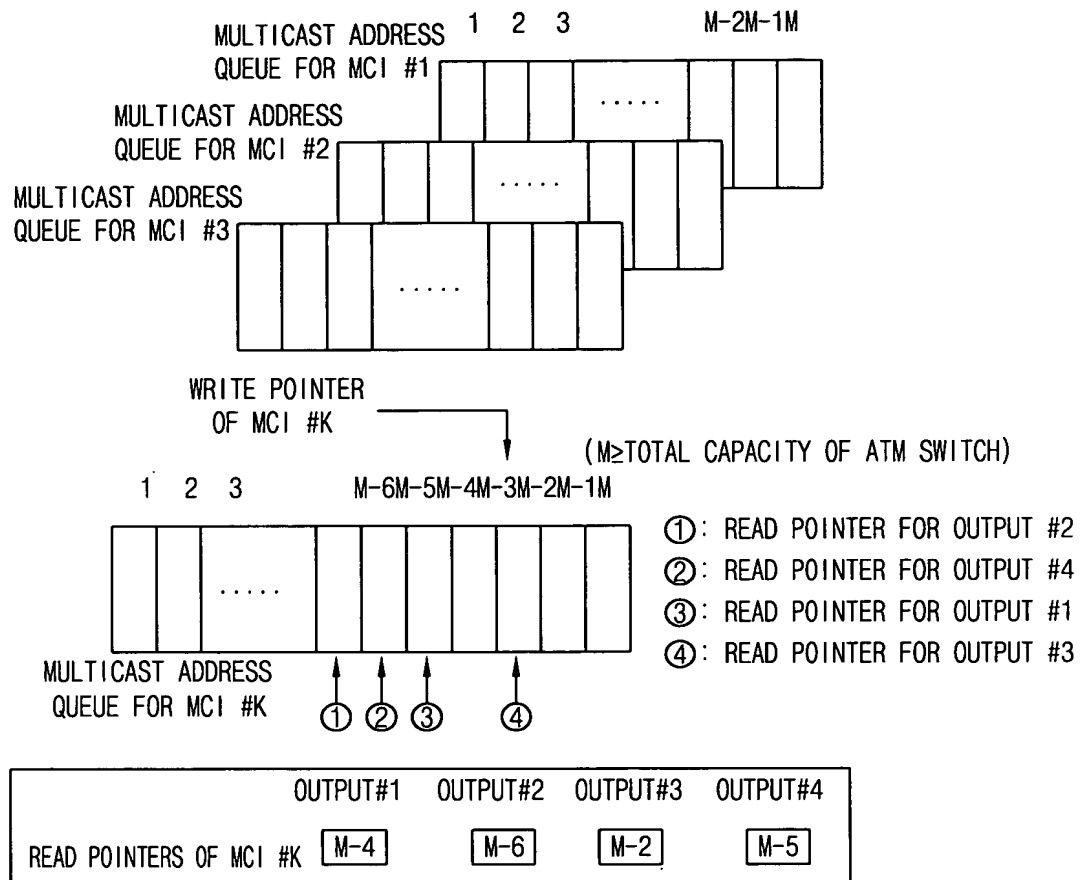 1 2 3 M-2M-1M
MULTICAST ADDRESS
QUEUE FOR MCI #1
.....
MULTICAST ADDRESS
QUEUE FOR MCI #2
.....
MULTICAST ADDRESS
QUEUE FOR MCI #3
.....
WRITE POINTER
OF MCI #K
(M≥TOTAL CAPACITY OF ATM SWITCH)
1 2 3 M-6M-5M-4M-3M-2M-1M
.....
①: READ POINTER FOR OUTPUT #2
②: READ POINTER FOR OUTPUT #4
③: READ POINTER FOR OUTPUT #1
④: READ POINTER FOR OUTPUT #3
MULTICAST ADDRESS
QUEUE FOR MCI #K
① ② ③ ④
OUTPUT#1 OUTPUT#2 OUTPUT#3 OUTPUT#4
READ POINTERS OF MCI #K M-4 M-6 M-2 M-5